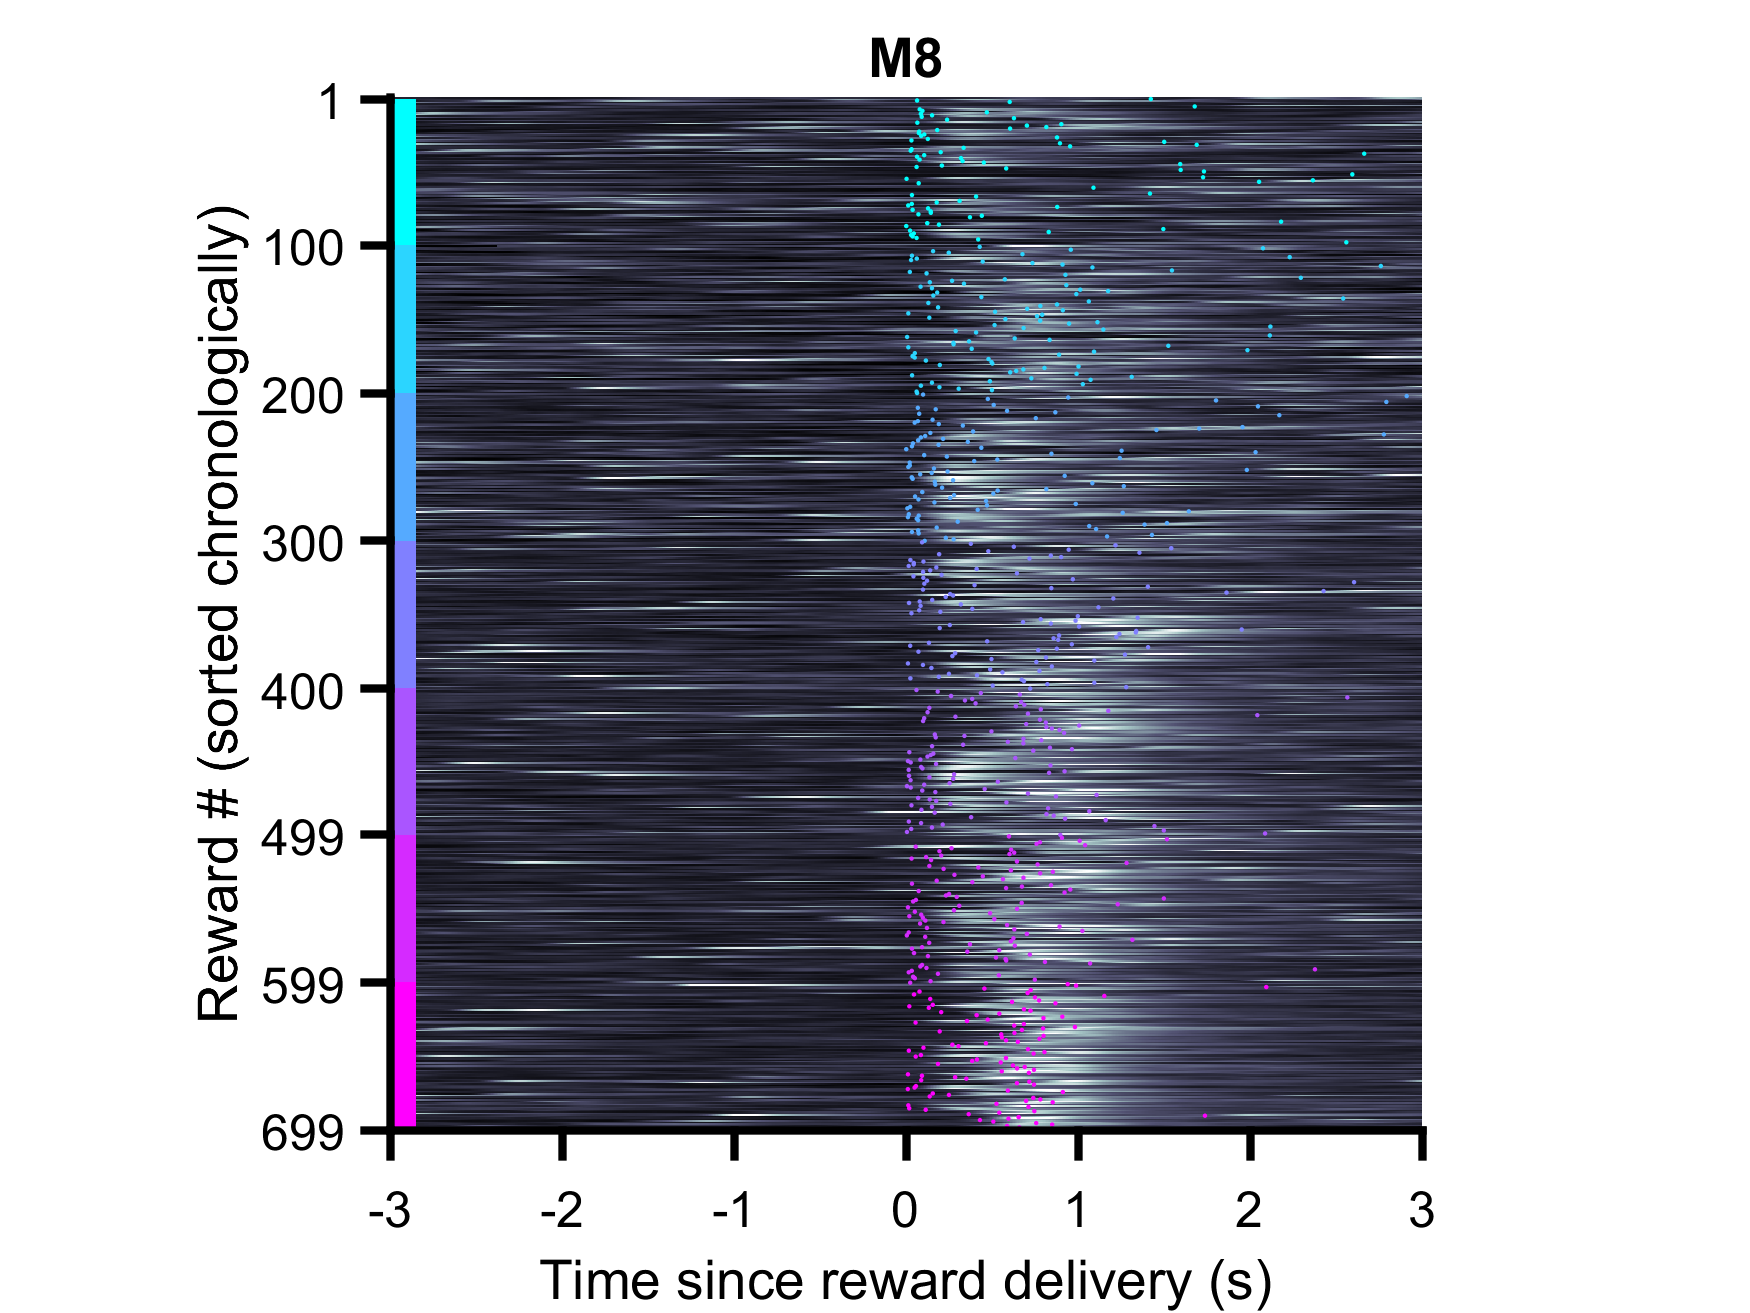 M8
Reward # (sorted chronologically)
1
100
200
300
400
499
599
699
-3 -2 -1 0 1 2 3
Time since reward delivery (s)